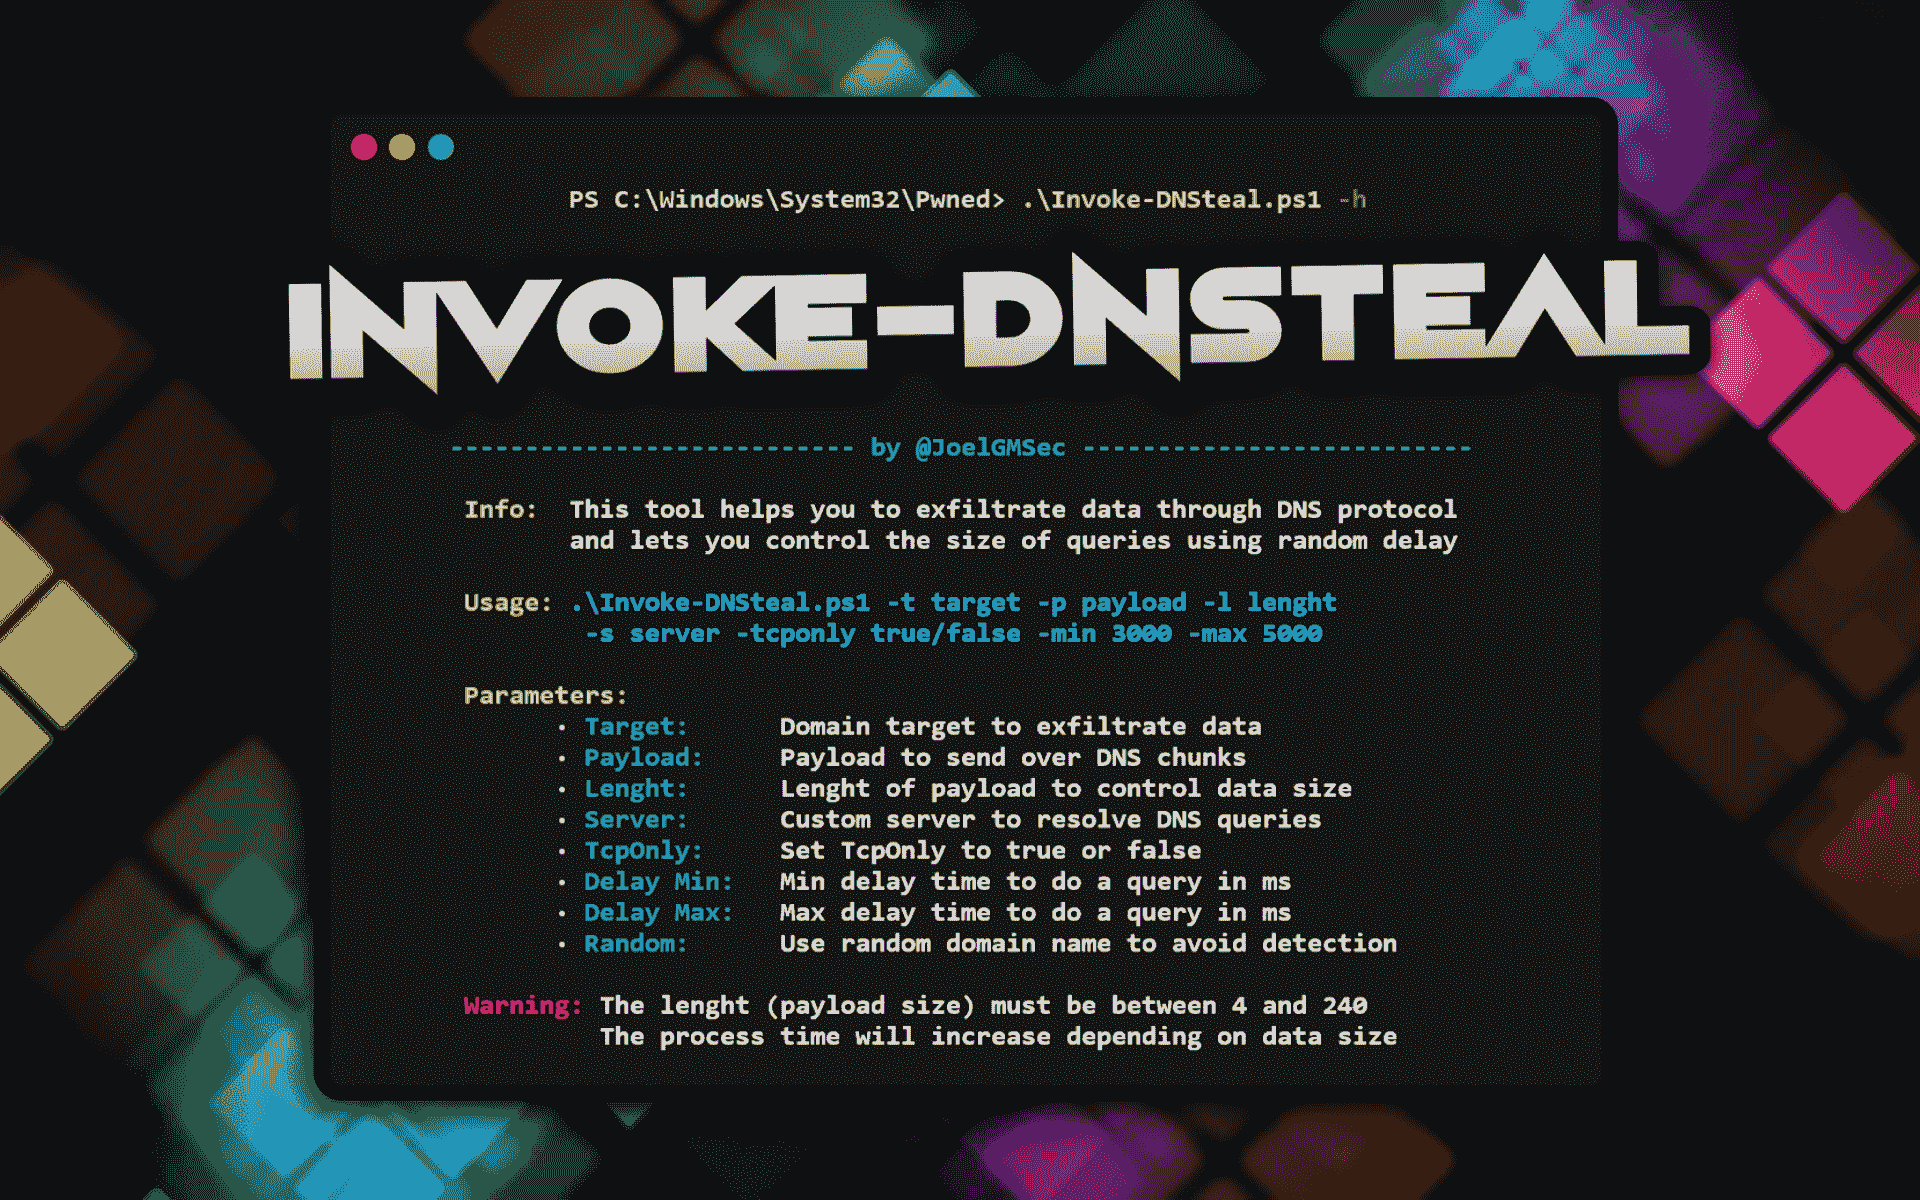 PS C:\Windows\System32\Pwned> .\Invoke-DNSteal.ps1 -h
INVOKE-DNSTEAL
--------------------------- by @JoelGMSec --------------------------
Info: This tool helps you to exfiltrate data through DNS protocol
and lets you control the size of queries using random delay
Usage: .\Invoke-DNSteal.ps1 -t target -p payload -l lenght
-s server -tcponly true/false -min 3000 -max 5000
Parameters:
· Target: Domain target to exfiltrate data
· Payload: Payload to send over DNS chunks
· Lenght: Lenght of payload to control data size
· Server: Custom server to resolve DNS queries
· TcpOnly: Set TcpOnly to true or false
· Delay Min: Min delay time to do a query in ms
· Delay Max: Max delay time to do a query in ms
· Random: Use random domain name to avoid detection
Warning: The lenght (payload size) must be between 4 and 240
The process time will increase depending on data size